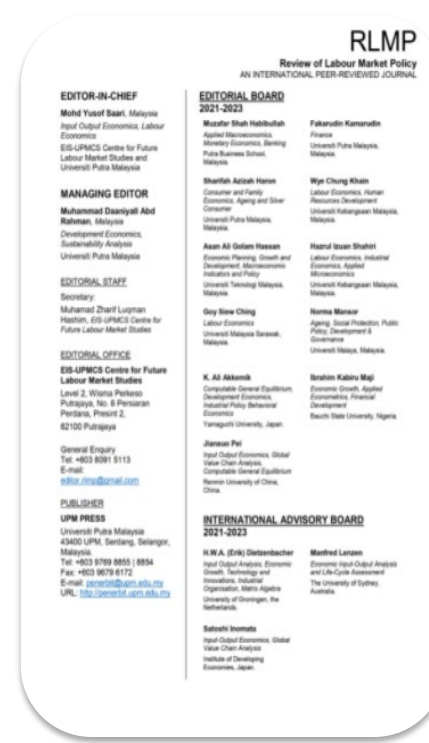 RLMP
Review of Labour Market Policy
AN INTERNATIONAL PEER-REVIEWED JOURNAL
EDITOR-IN-CHIEF
Mohd Yusof Saari, Malaysia
Input Output Economics, Labour
Economics
EIS-UPMCS Centre for Future
Labour Market Studies and
Universiti Putra Malaysia
MANAGING EDITOR
Muhammad Daaniyall Abd
Rahman, Malaysia
Development Economics,
Sustainability Analysis
Universiti Putra Malaysia
EDITORIAL STAFF
Secretary:
Muhamad Zharif Luqman
Hashim, EIS-UPMCS Centre for
Future Labour Market Studies
EDITORIAL OFFICE
EIS-UPMCS Centre for Future
Labour Market Studies
Level 2, Wisma Perkeso
Putrajaya, No. 6 Persiaran
Perdana, Presint 2,
62100 Putrajaya
General Enquiry
Tel: +603 8091 5113
E-mail:
editor.rlmp@gmail.com
PUBLISHER
UPM PRESS
Universiti Putra Malaysia
43400 UPM, Serdang, Selangor,
Malaysia.
Tel: +603 9769 8855 | 8854
Fax: +603 9679 6172
E-mail: penerbit@upm.edu.my
URL: http://penerbit.upm.edu.my
EDITORIAL BOARD
2021-2023
Muzafar Shah Habibullah
Applied Macroeconomics,
Monetary Economics, Banking
Putra Business School,
Malaysia.
Fakarudin Kamarudin
Finance
Universiti Putra Malaysia,
Malaysia.
Sharifah Azizah Haron
Consumer and Family
Economics, Ageing and Silver
Consumer
Universiti Putra Malaysia,
Malaysia.
Wye Chung Khain
Labour Economics, Human
Resources Development
Universiti Kebangsaan Malaysia,
Malaysia.
Asan Ali Golam Hassan
Economic Planning, Growth and
Development, Macroeconomic
Indicators and Policy
Universiti Teknologi Malaysia,
Malaysia.
Hazrul Izuan Shahiri
Labour Economics, Industrial
Economics, Applied
Microeconomics
Universiti Kebangsaan Malaysia,
Malaysia.
Goy Siew Ching
Labour Economics
Universiti Malaysia Sarawak,
Malaysia.
Norma Mansor
Ageing, Social Protection, Public
Policy, Development &
Governance
Universiti Malaya, Malaysia.
K. Ali Akkemik
Computable General Equilibrium,
Development Economics,
Industrial Policy Behavioral
Economics
Yamaguchi University, Japan.
Ibrahim Kabiru Maji
Economic Growth, Applied
Econometrics, Financial
Development
Bauchi State University, Nigeria.
Jiansuo Pei
Input Output Economics, Global
Value Chain Analysis,
Computable General Equilibrium
Renmin University of China,
China.
INTERNATIONAL ADVISORY BOARD
2021-2023
H.W.A. (Erik) Dietzenbacher
Input Output Analysis, Economic
Growth, Technology and
Innovations, Industrial
Organisation, Matrix Algebra
University of Groningen, the
Netherlands.
Manfred Lenzen
Economic Input-Output Analysis
and Life-Cycle Assessment
The University of Sydney,
Australia.
Satoshi Inomata
Input-Output Economics, Global
Value Chain Analysis
Institute of Developing
Economies, Japan.